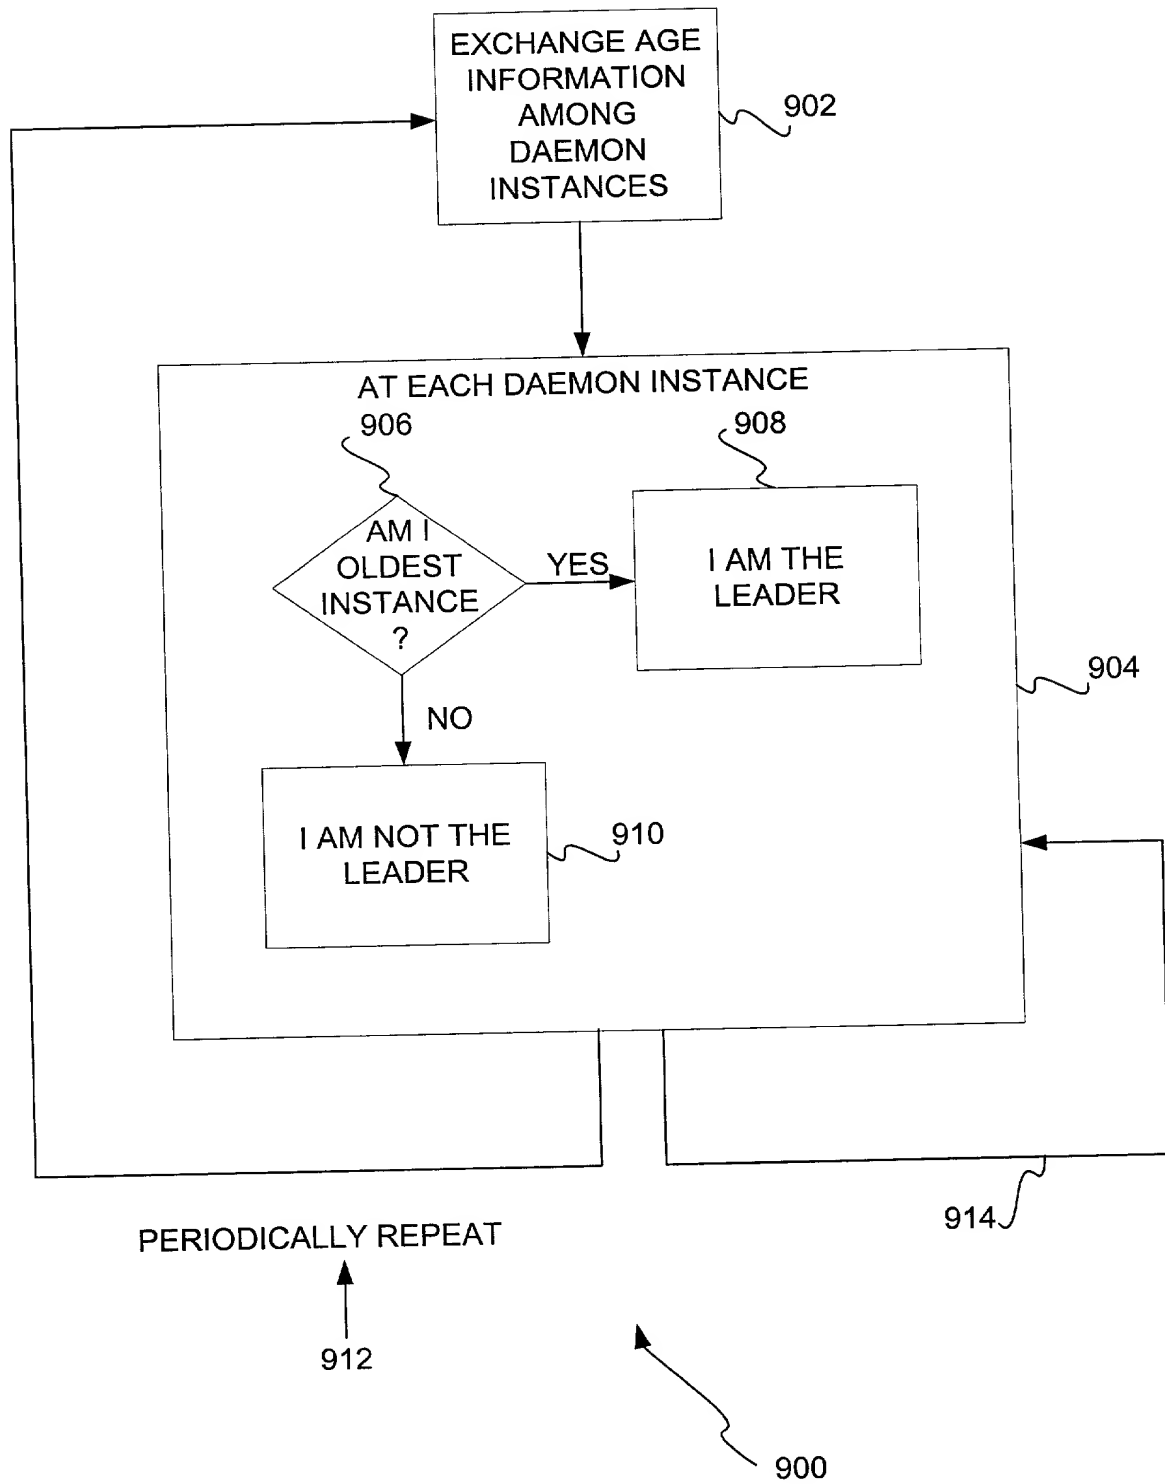 EXCHANGE AGE
INFORMATION
AMONG
DAEMON
INSTANCES
902
AT EACH DAEMON INSTANCE
906
908
AM I
OLDEST
INSTANCE
?
YES
I AM THE
LEADER
904
NO
I AM NOT THE
LEADER
910
914
PERIODICALLY REPEAT
912
900